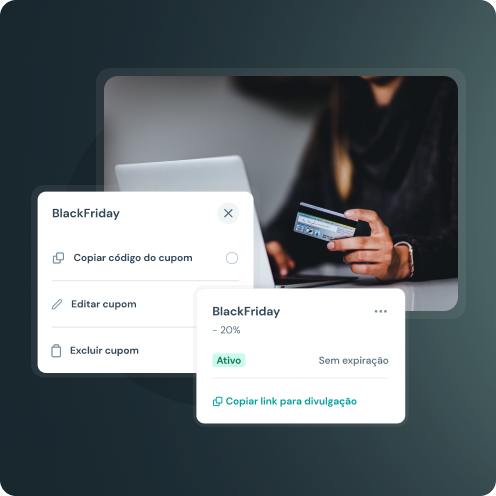 BlackFriday
Copiar código do cupom
Editar cupom
Excluir cupom
BlackFriday
- 20%
Ativo
Sem expiração
Copiar link para divulgação